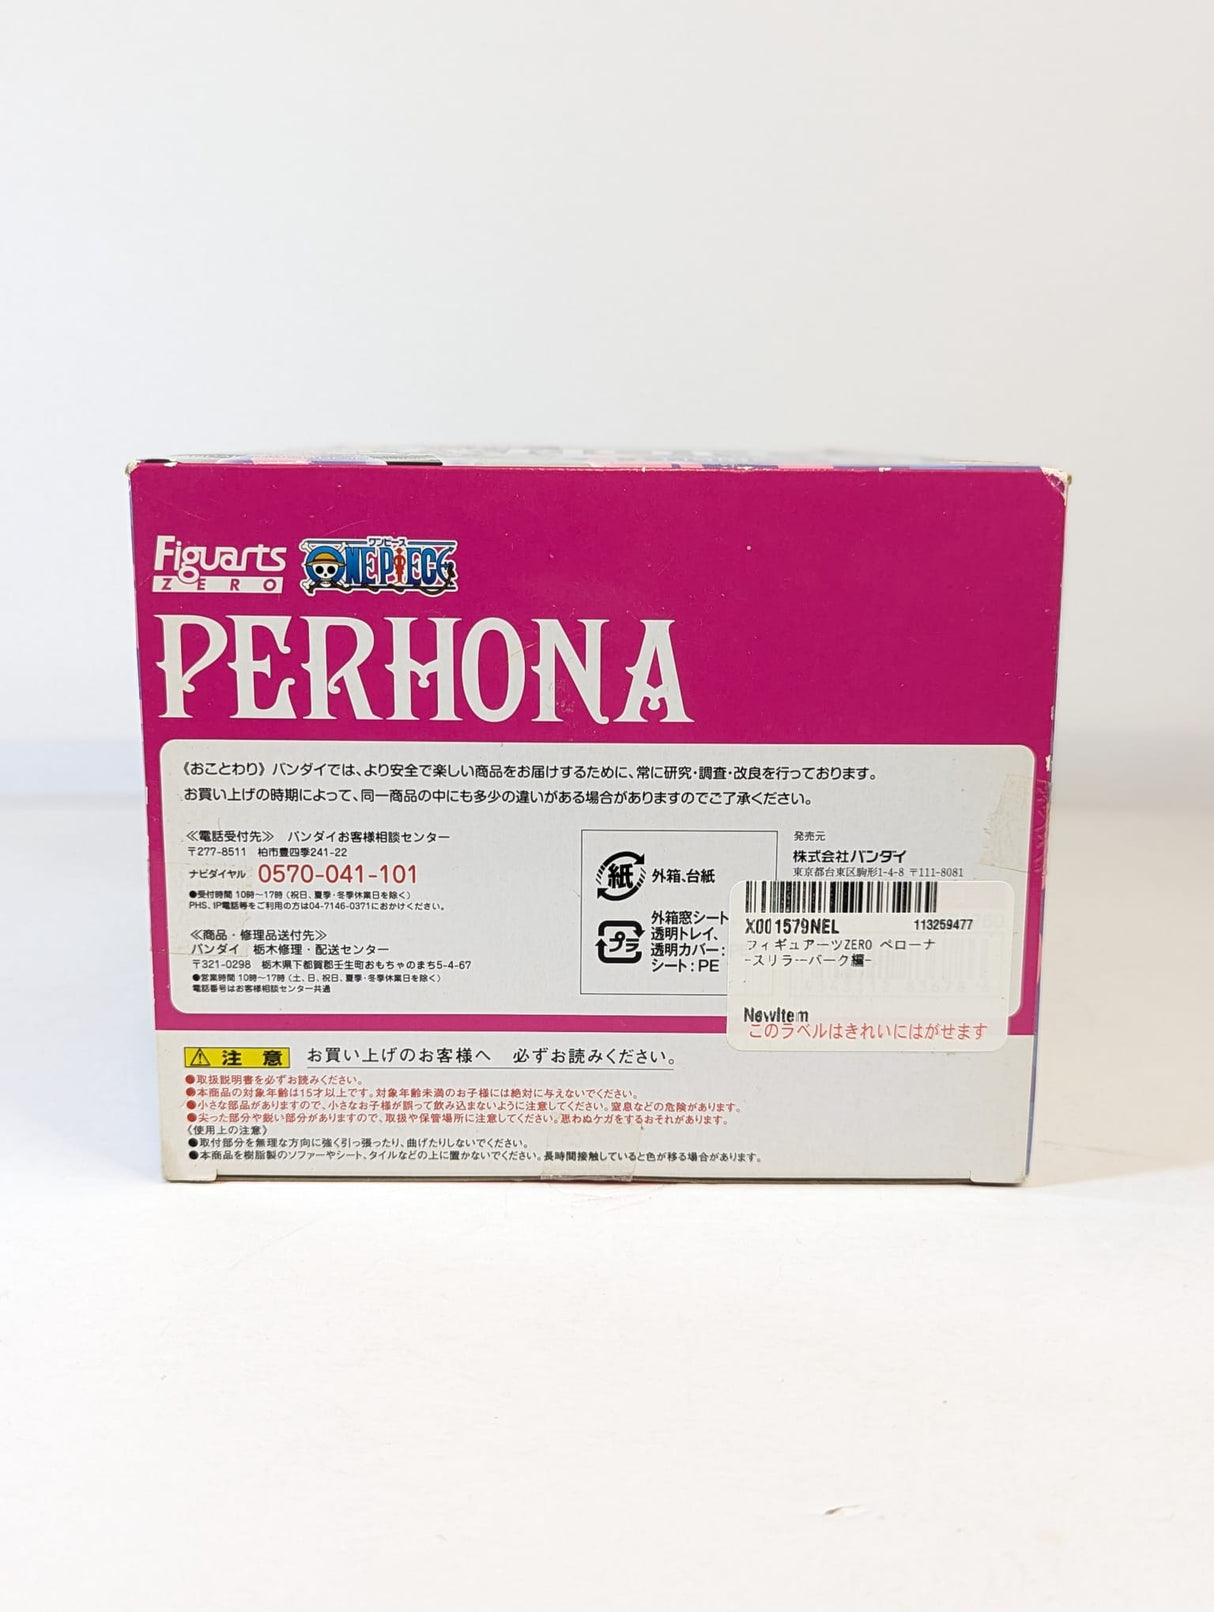 Figuarts
ZERO
ワンピース
ONE PIECE
PERHONA
《おことわり》バンダイでは、より安全で楽しい商品をお届けするために、常に研究・調査・改良を行っております。
お買い上げの時期によって、同一商品の中にも多少の違いがある場合がありますのでご了承ください。
≪電話受付先≫ バンダイお客様相談センター
〒277-8511 柏市豊四季241-22
ナビダイヤル 0570-041-101
●受付時間 10時〜17時(祝日、夏季・冬季休業日を除く)
PHS、IP電話等をご利用の方は04-7146-0371におかけください。
≪商品・修理品送付先≫
バンダイ 栃木修理・配送センター
〒321-0298 栃木県下都賀郡壬生町おもちゃのまち5-4-67
●営業時間 10時〜17時(土、日、祝日、夏季・冬季休業日を除く)
電話番号はお客様相談センター共通
紙
外箱、台紙
プラ
外箱窓シート
透明トレイ、
透明カバー:
シート:PE
発売元
株式会社バンダイ
東京都台東区駒形1-4-8 〒111-8081
X001579NEL
113259477
フィギュアーツZERO ペローナ
-スリラーバーク編-
NewItem
このラベルはきれいにはがせます
注 意 お買い上げのお客様へ 必ずお読みください。
●取扱説明書を必ずお読みください。
●本商品の対象年齢は15才以上です。対象年齢未満のお子様には絶対に与えないでください。
●小さな部品がありますので、小さなお子様が誤って飲み込まないように注意してください。窒息などの危険があります。
●尖った部分や鋭い部分がありますので、取扱や保管場所に注意してください。思わぬケガをするおそれがあります。
《使用上の注意》
●取付部分を無理な方向に強く引っ張ったり、曲げたりしないでください。
●本商品を樹脂製のソファーやシート、タイルなどの上に置かないでください。長時間接触していると色が移る場合があります。